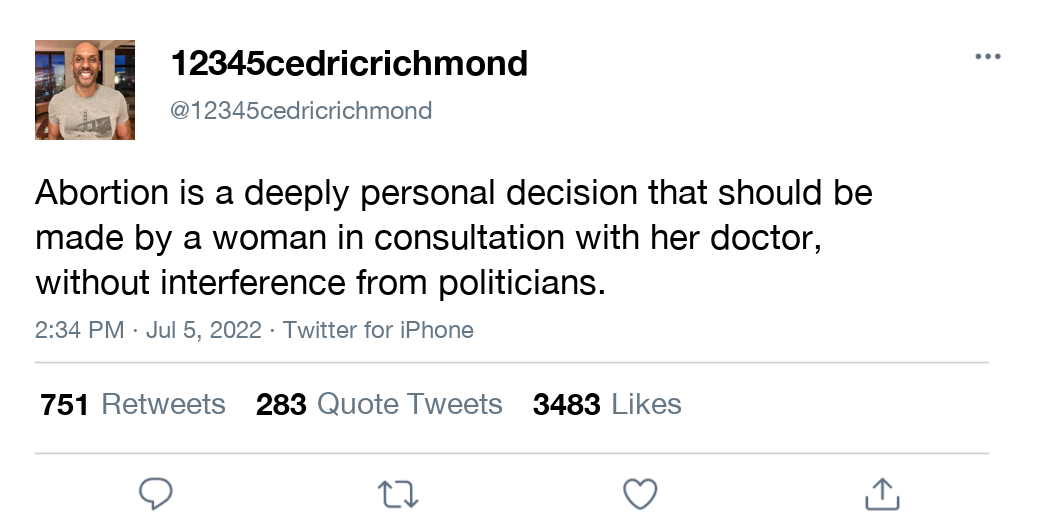 12345cedricrichmond
@12345cedricrichmond
Abortion is a deeply personal decision that should be
made by a woman in consultation with her doctor,
without interference from politicians.
2:34 PM · Jul 5, 2022 · Twitter for iPhone
751 Retweets 283 Quote Tweets 3483 Likes